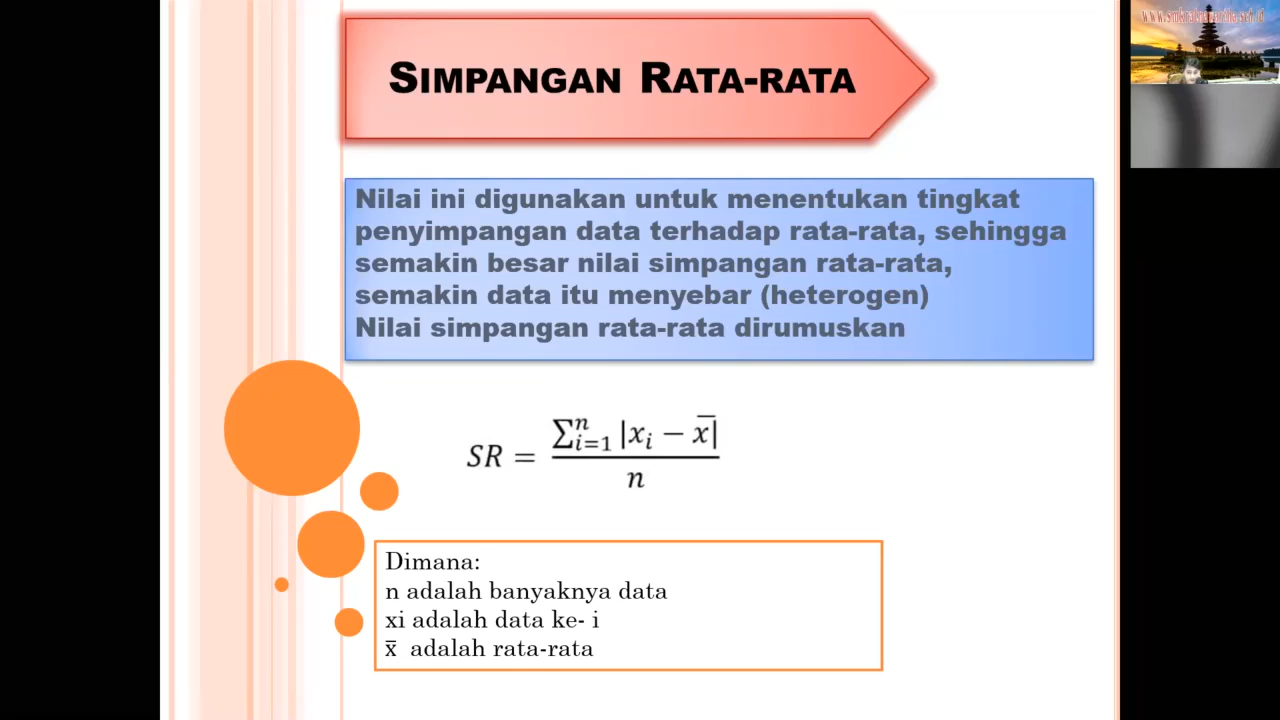 SIMPANGAN RATA-RATA
Nilai ini digunakan untuk menentukan tingkat
penyimpangan data terhadap rata-rata, sehingga
semakin besar nilai simpangan rata-rata,
semakin data itu menyebar (heterogen)
Nilai simpangan rata-rata dirumuskan
SR = ∑ⁿᵢ₌₁ |xᵢ − x̅| / n
Dimana:
n adalah banyaknya data
xi adalah data ke- i
x̅ adalah rata-rata